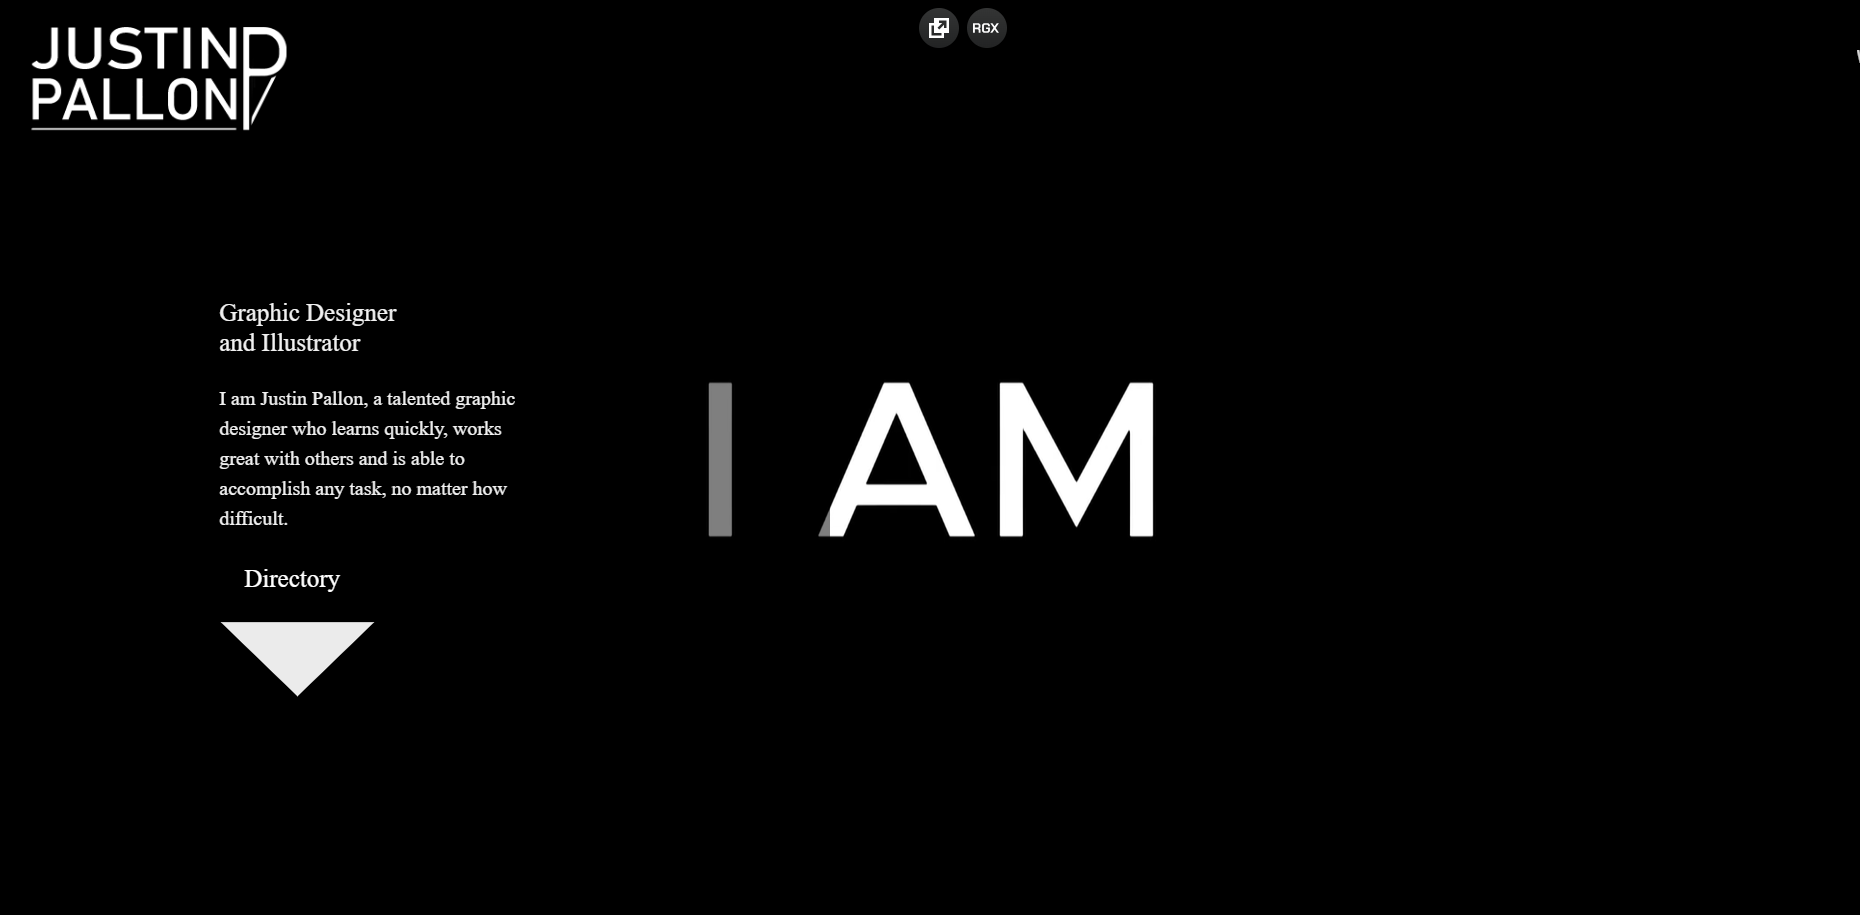 JUSTIN
PALLON
RGX
Graphic Designer
and Illustrator
I am Justin Pallon, a talented graphic
designer who learns quickly, works
great with others and is able to
accomplish any task, no matter how
difficult.
I AM
Directory